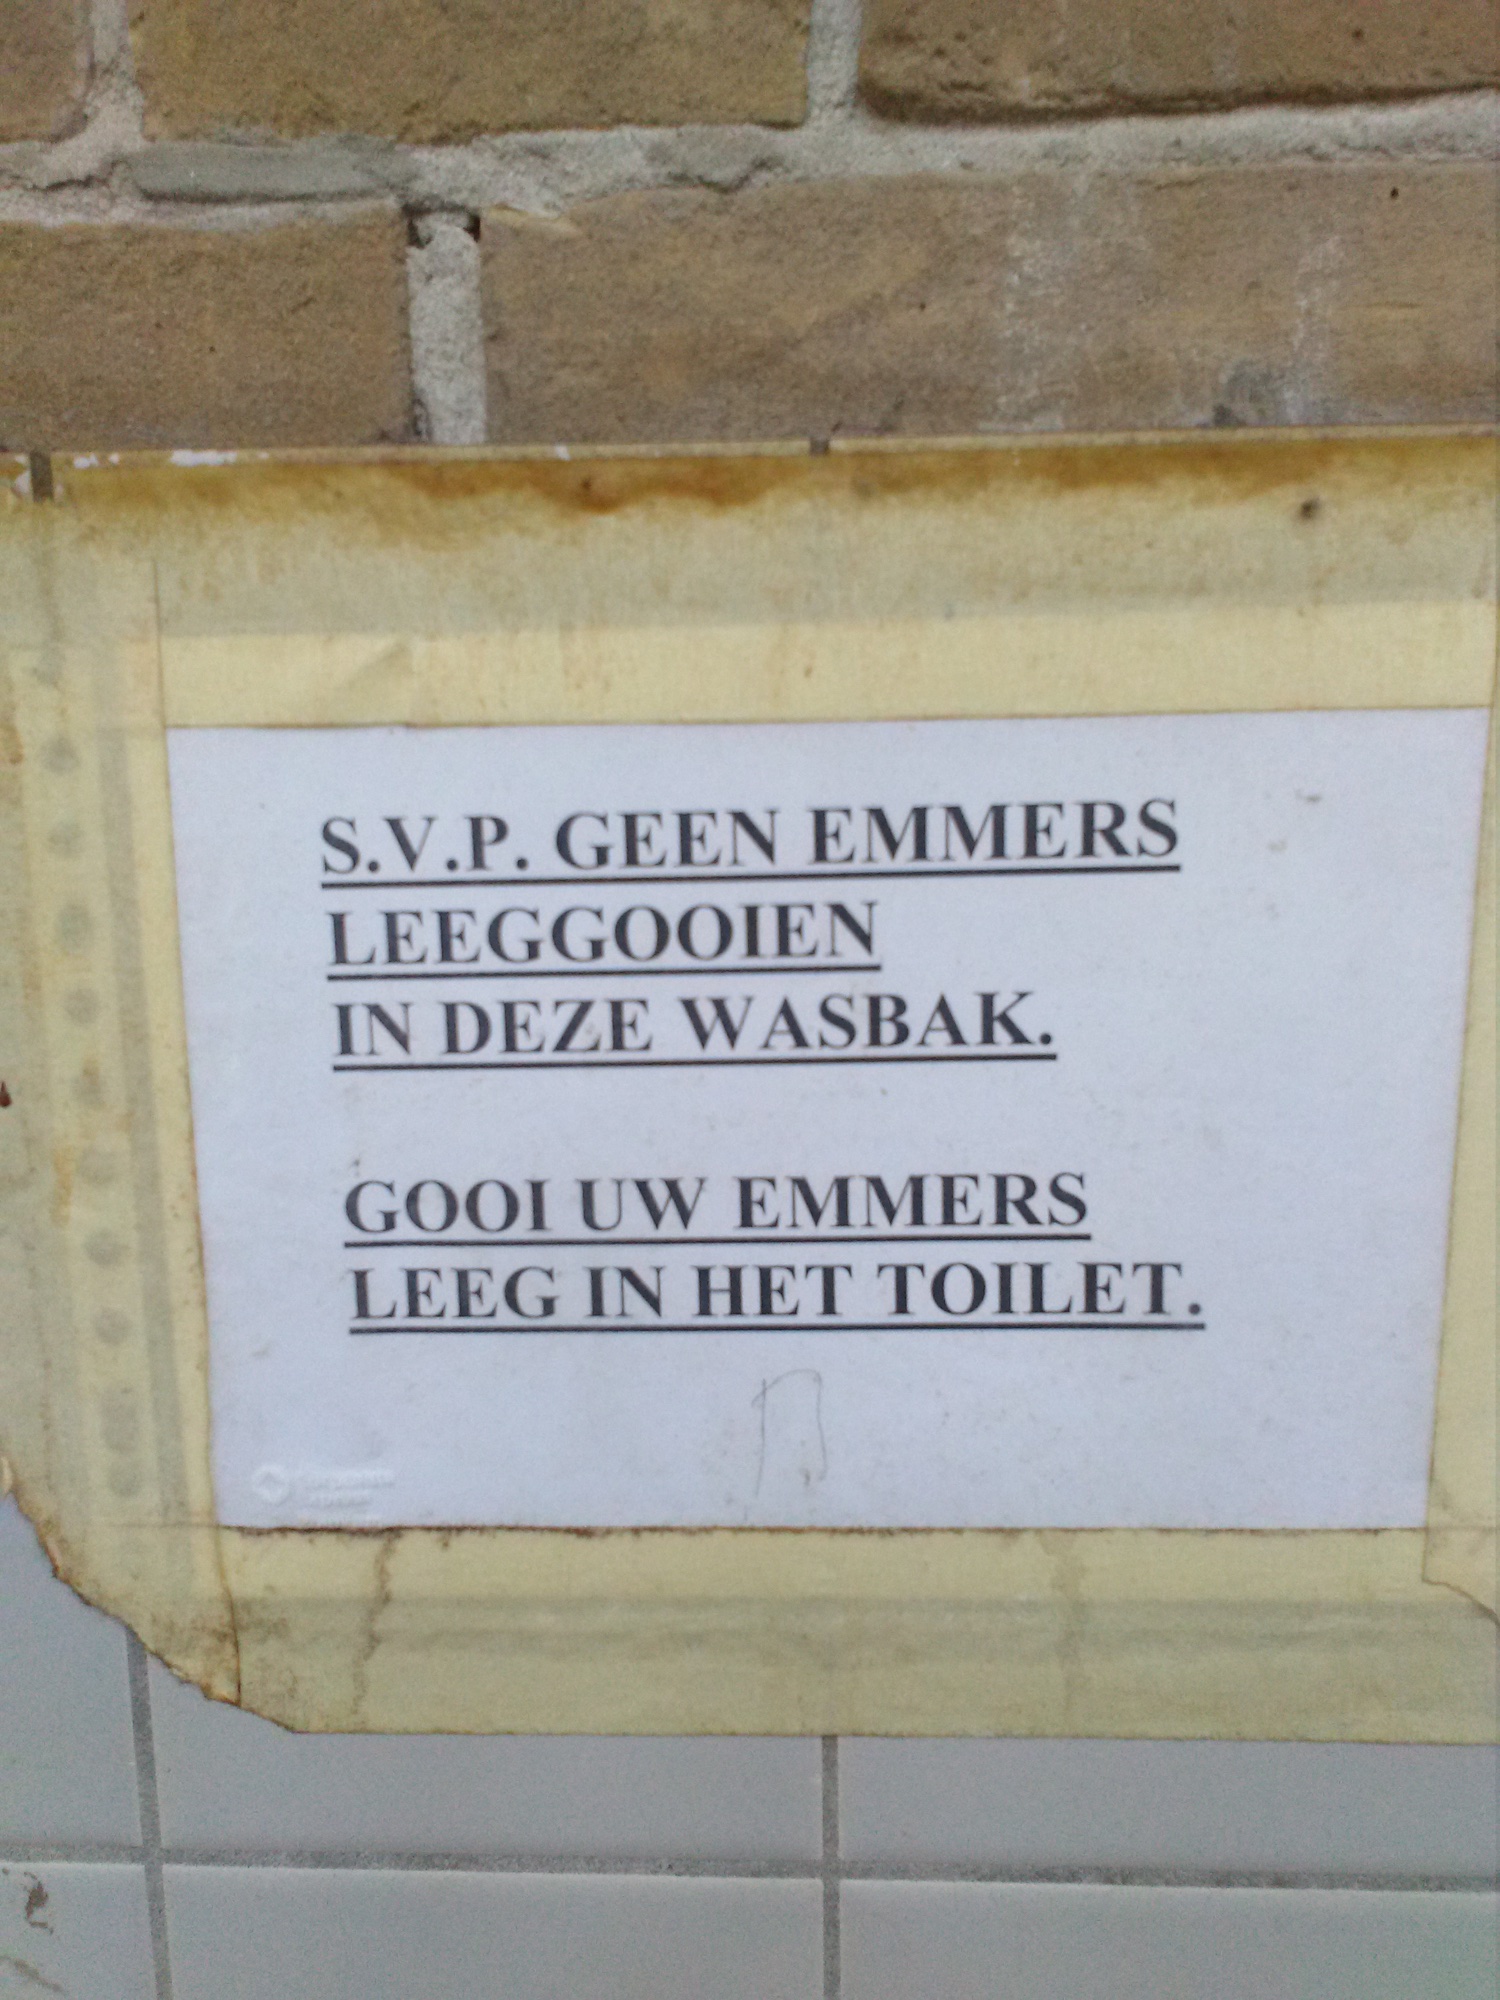 S.V.P. GEEN EMMERS
LEEGGOOIEN
IN DEZE WASBAK.
GOOI UW EMMERS
LEEG IN HET TOILET.